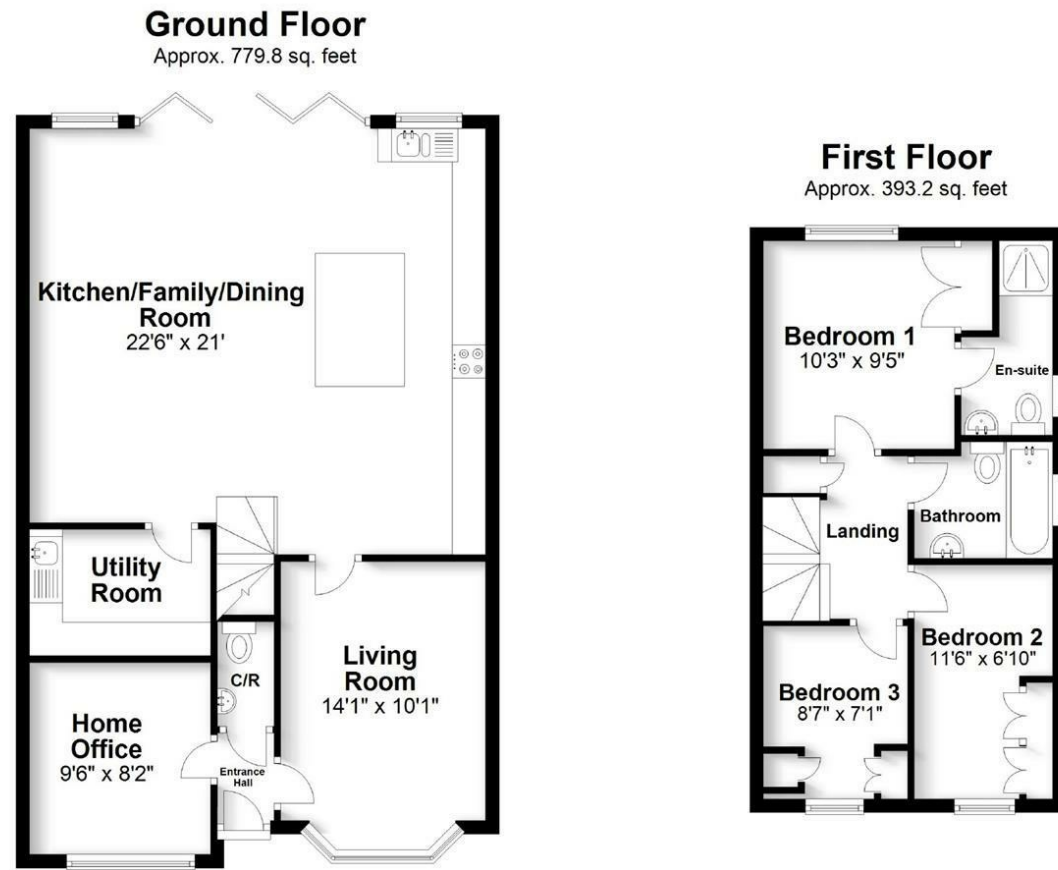 Ground Floor
Approx. 779.8 sq. feet
Kitchen/Family/Dining
Room
22'6" x 21'
Utility
Room
C/R
Living
Room
14'1" x 10'1"
Home
Office
9'6" x 8'2"
Entrance
Hall
First Floor
Approx. 393.2 sq. feet
Bedroom 1
10'3" x 9'5"
En-suite
Bathroom
Landing
Bedroom 2
11'6" x 6'10"
Bedroom 3
8'7" x 7'1"